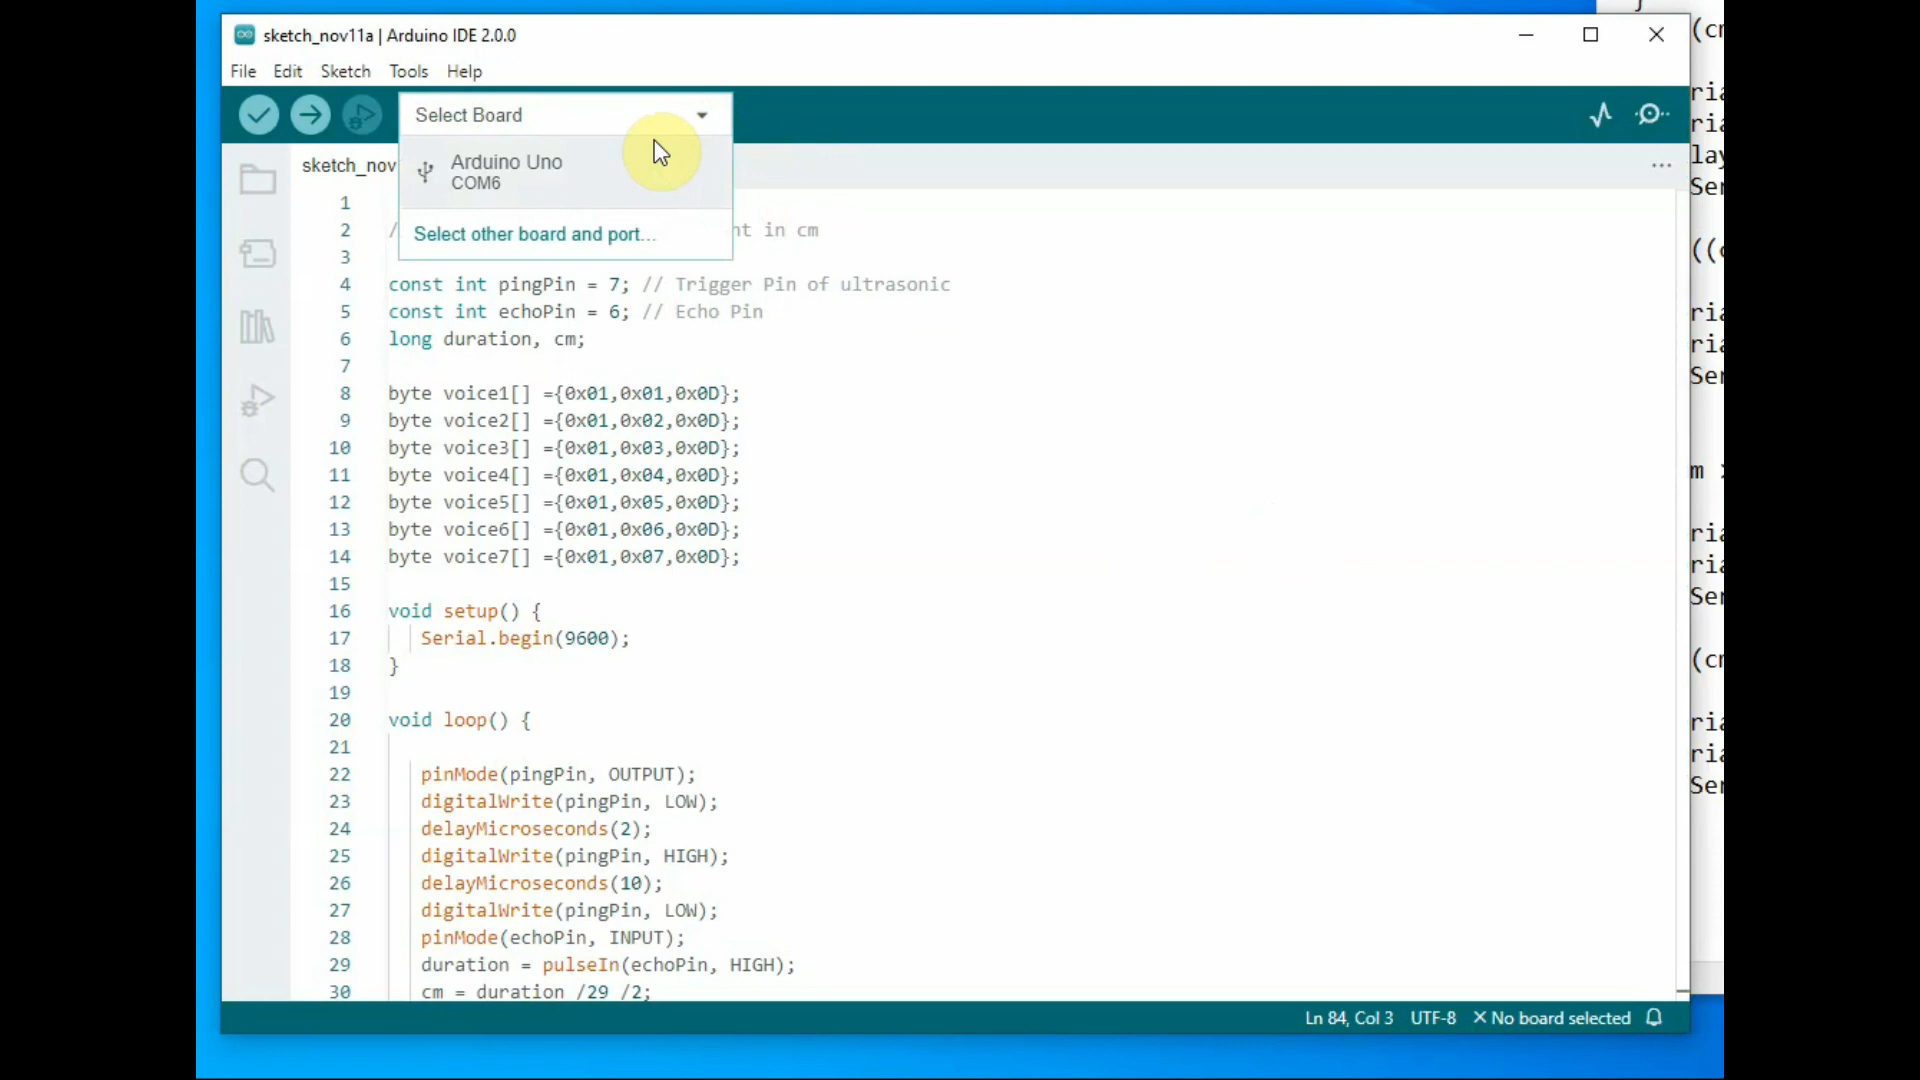 sketch_nov11a | Arduino IDE 2.0.0
File Edit Sketch Tools Help
Select Board
Arduino Uno
COM6
Select other board and port...
sketch_nov
1
2 / nt in cm
3
4 const int pingPin = 7; // Trigger Pin of ultrasonic
5 const int echoPin = 6; // Echo Pin
6 long duration, cm;
7
8 byte voice1[] ={0x01,0x01,0x0D};
9 byte voice2[] ={0x01,0x02,0x0D};
10 byte voice3[] ={0x01,0x03,0x0D};
11 byte voice4[] ={0x01,0x04,0x0D};
12 byte voice5[] ={0x01,0x05,0x0D};
13 byte voice6[] ={0x01,0x06,0x0D};
14 byte voice7[] ={0x01,0x07,0x0D};
15
16 void setup() {
17 Serial.begin(9600);
18 }
19
20 void loop() {
21
22 pinMode(pingPin, OUTPUT);
23 digitalWrite(pingPin, LOW);
24 delayMicroseconds(2);
25 digitalWrite(pingPin, HIGH);
26 delayMicroseconds(10);
27 digitalWrite(pingPin, LOW);
28 pinMode(echoPin, INPUT);
29 duration = pulseIn(echoPin, HIGH);
30 cm = duration /29 /2;
Ln 84, Col 3 UTF-8 × No board selected